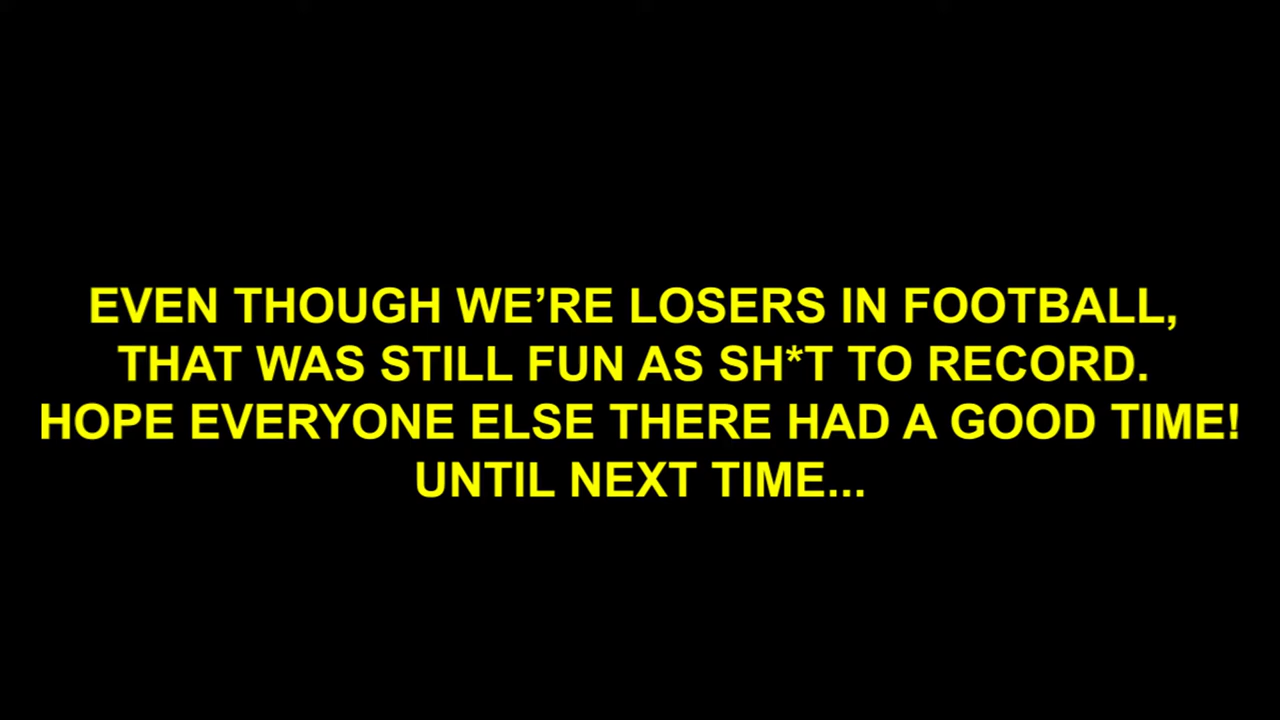 EVEN THOUGH WE’RE LOSERS IN FOOTBALL,
THAT WAS STILL FUN AS SH*T TO RECORD.
HOPE EVERYONE ELSE THERE HAD A GOOD TIME!
UNTIL NEXT TIME...